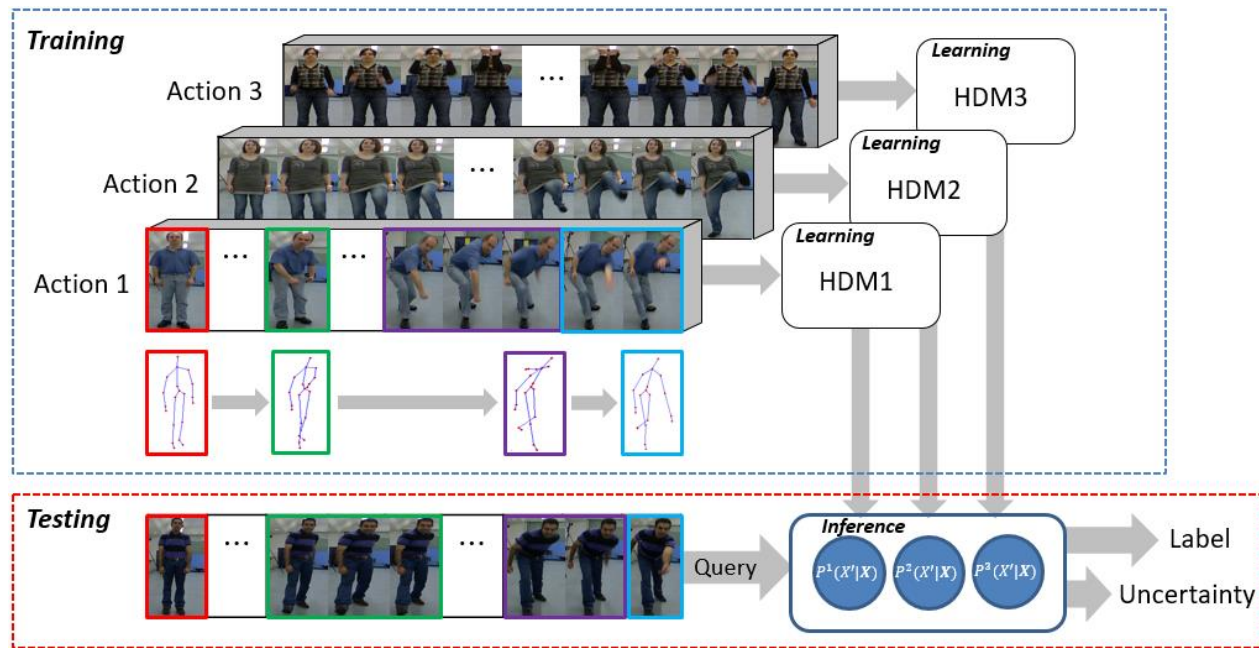 Training
Action 3
...
Learning
HDM3
Action 2
...
Learning
HDM2
Action 1
...
...
Learning
HDM1
Testing
...
...
Query
Inference
P¹(X′|X)
P²(X′|X)
P³(X′|X)
Label
Uncertainty